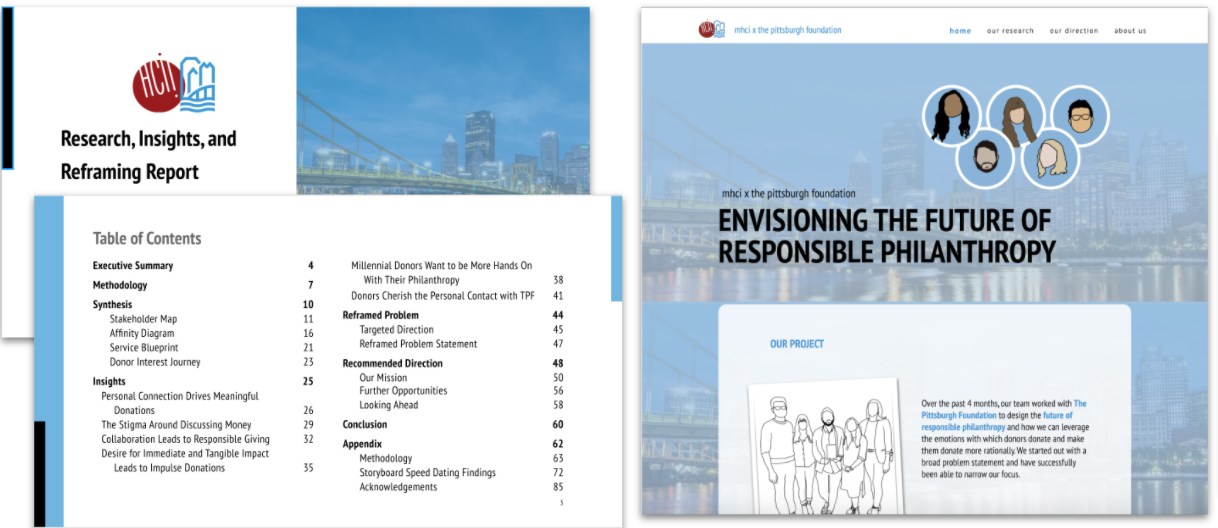 HCII
Research, Insights, and
Reframing Report
Table of Contents
Executive Summary 4
Methodology 7
Synthesis 10
Stakeholder Map 11
Affinity Diagram 16
Service Blueprint 21
Donor Interest Journey 23
Insights 25
Personal Connection Drives Meaningful
Donations 26
The Stigma Around Discussing Money 29
Collaboration Leads to Responsible Giving 32
Desire for Immediate and Tangible Impact
Leads to Impulse Donations 35
Millennial Donors Want to be More Hands On
With Their Philanthropy 38
Donors Cherish the Personal Contact with TPF 41
Reframed Problem 44
Targeted Direction 45
Reframed Problem Statement 47
Recommended Direction 48
Our Mission 50
Further Opportunities 56
Looking Ahead 58
Conclusion 60
Appendix 62
Methodology 63
Storyboard Speed Dating Findings 72
Acknowledgements 85
3
HCII
mhci x the pittsburgh foundation
home our research our direction about us
mhci x the pittsburgh foundation
ENVISIONING THE FUTURE OF
RESPONSIBLE PHILANTHROPY
OUR PROJECT
Over the past 4 months, our team worked with The
Pittsburgh Foundation to design the future of
responsible philanthropy and how we can leverage
the emotions with which donors donate and make
them donate more rationally. We started out with a
broad problem statement and have successfully
been able to narrow our focus.